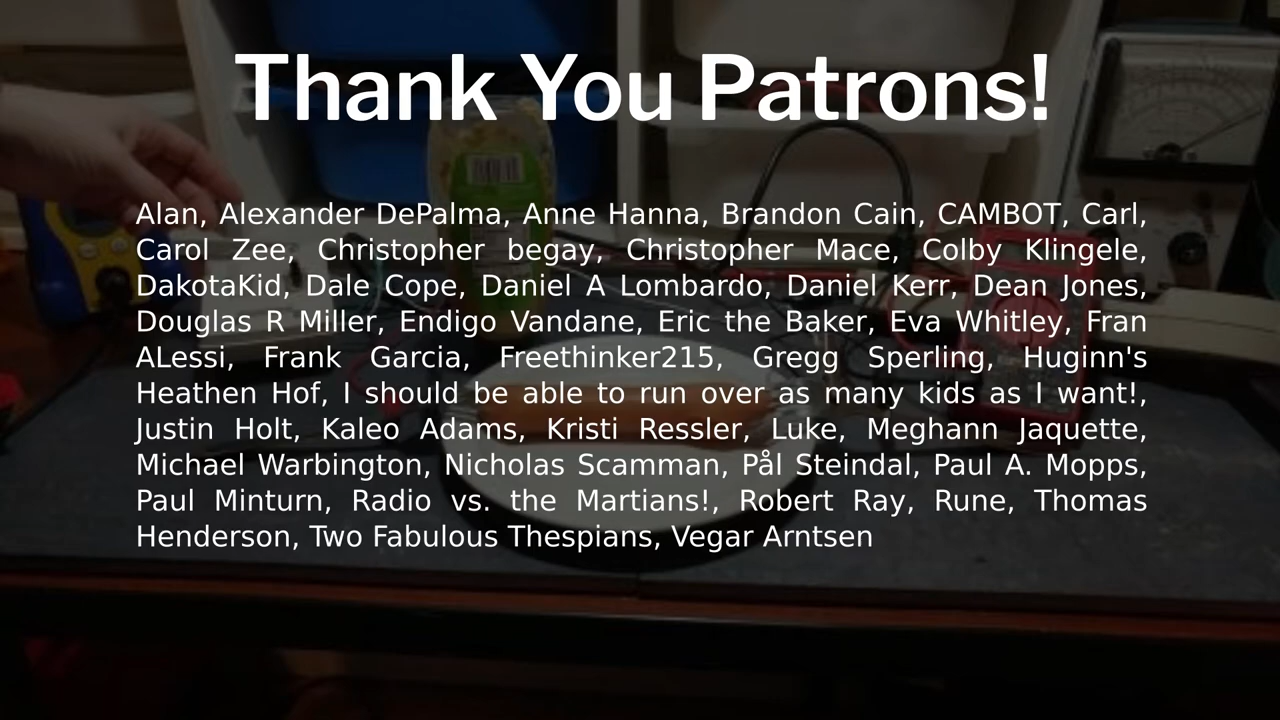 Thank You Patrons!
Alan, Alexander DePalma, Anne Hanna, Brandon Cain, CAMBOT, Carl,
Carol Zee, Christopher begay, Christopher Mace, Colby Klingele,
DakotaKid, Dale Cope, Daniel A Lombardo, Daniel Kerr, Dean Jones,
Douglas R Miller, Endigo Vandane, Eric the Baker, Eva Whitley, Fran
ALessi, Frank Garcia, Freethinker215, Gregg Sperling, Huginn's
Heathen Hof, I should be able to run over as many kids as I want!,
Justin Holt, Kaleo Adams, Kristi Ressler, Luke, Meghann Jaquette,
Michael Warbington, Nicholas Scamman, Pål Steindal, Paul A. Mopps,
Paul Minturn, Radio vs. the Martians!, Robert Ray, Rune, Thomas
Henderson, Two Fabulous Thespians, Vegar Arntsen